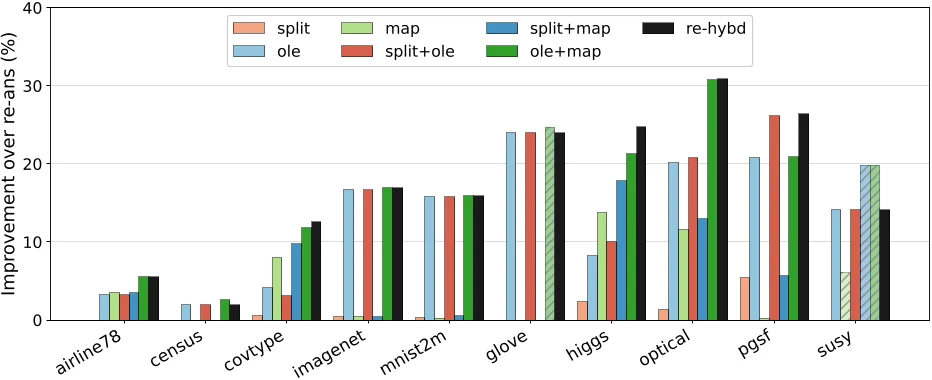 Improvement over re-ans (%)
40
30
20
10
0
split map split+map re-hybd
ole split+ole ole+map
airline78 census covtype imagenet mnist2m glove higgs optical pgsf susy